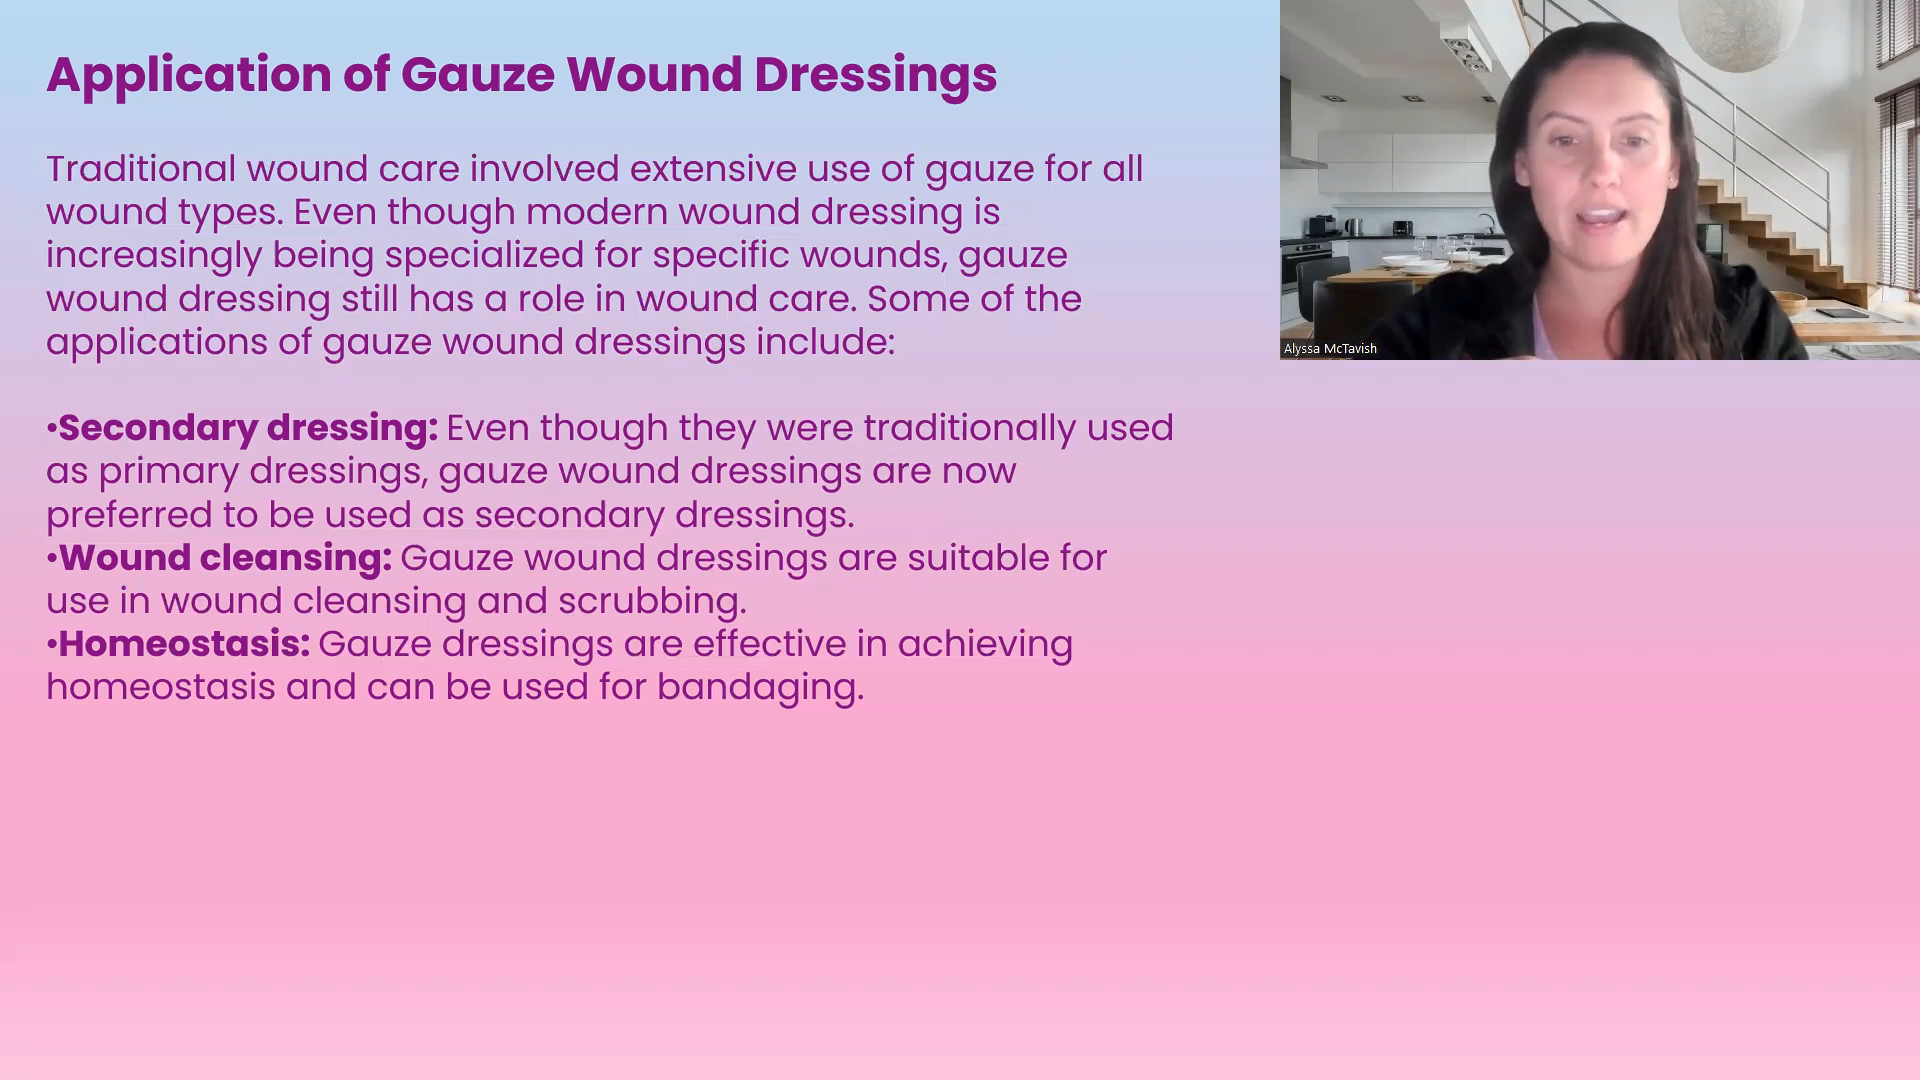 Application of Gauze Wound Dressings
Traditional wound care involved extensive use of gauze for all
wound types. Even though modern wound dressing is
increasingly being specialized for specific wounds, gauze
wound dressing still has a role in wound care. Some of the
applications of gauze wound dressings include:
•Secondary dressing: Even though they were traditionally used
as primary dressings, gauze wound dressings are now
preferred to be used as secondary dressings.
•Wound cleansing: Gauze wound dressings are suitable for
use in wound cleansing and scrubbing.
•Homeostasis: Gauze dressings are effective in achieving
homeostasis and can be used for bandaging.
Alyssa McTavish